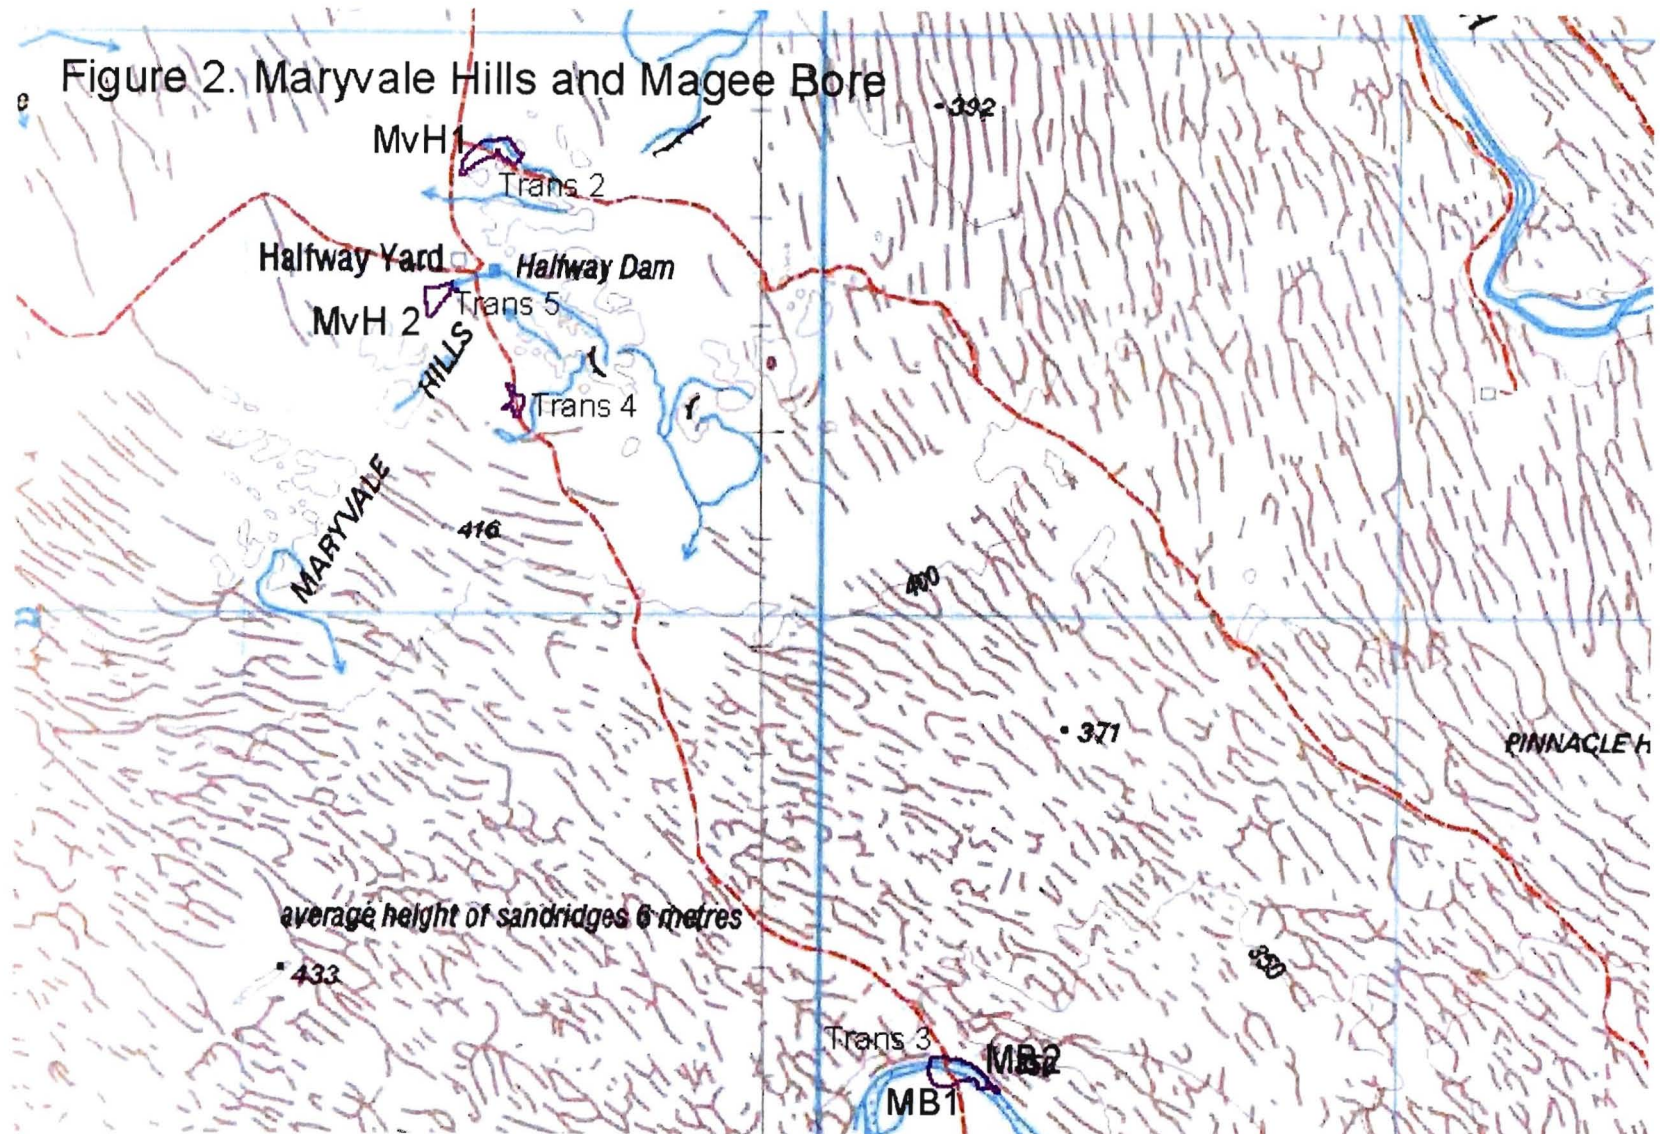 Figure 2. Maryvale Hills and Magee Bore
392
MvH1
Trans 2
Halfway Yard
Halfway Dam
Trans 5
MvH 2
HILLS
Trans 4
MARYVALE
416
400
371
PINNACLE H
average height of sandridges 6 metres
433
350
Trans 3
MB2
MB1